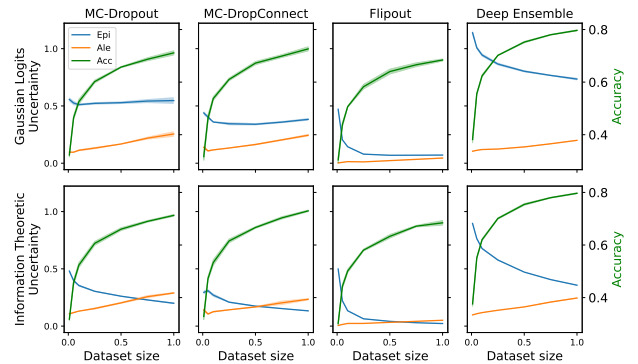 MC-Dropout MC-DropConnect Flipout Deep Ensemble
Gaussian Logits
Uncertainty
1.0
0.5
0.0
Epi
Ale
Acc
0.8
0.6
0.4
Accuracy
Information Theoretic
Uncertainty
1.0
0.5
0.0
0.8
0.6
0.4
Accuracy
0.0 0.5 1.0 0.0 0.5 1.0 0.0 0.5 1.0 0.0 0.5 1.0
Dataset size Dataset size Dataset size Dataset size